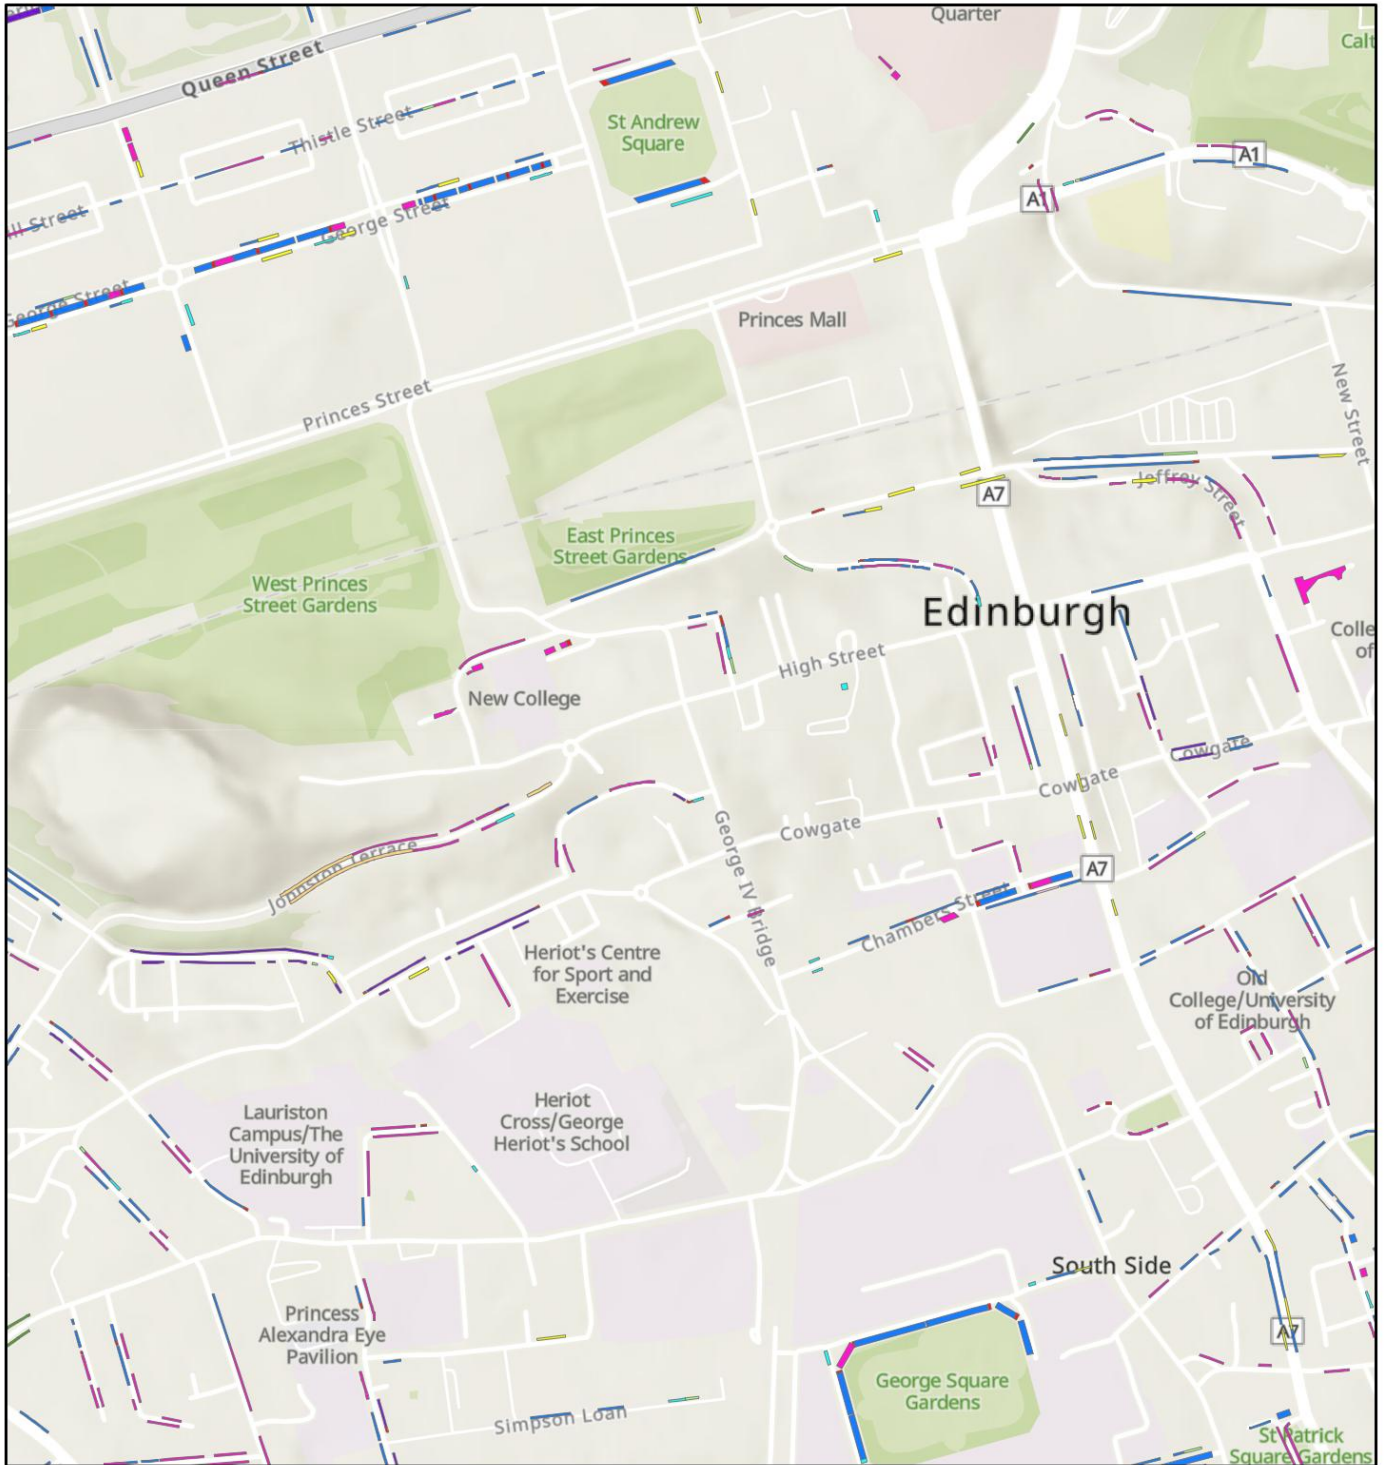 Quarter
Calt
Queen Street
Thistle Street
St Andrew
Square
A1
A1
ill Street
George Street
George Street
Princes Mall
Princes Street
New Street
Jeffrey Street
A7
East Princes
Street Gardens
West Princes
Street Gardens
Edinburgh
Colle
of
High Street
New College
Cowgate
Cowgate
Cowgate
George IV Bridge
Johnston Terrace
A7
Chambers Street
Heriot's Centre
for Sport and
Exercise
Old
College/University
of Edinburgh
Lauriston
Campus/The
University of
Edinburgh
Heriot
Cross/George
Heriot's School
South Side
Princess
Alexandra Eye
Pavilion
A7
George Square
Gardens
Simpson Loan
St Patrick
Square Gardens